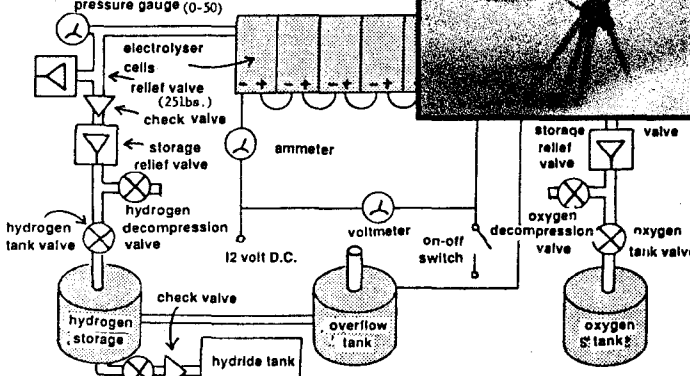 pressure gauge (0-50)
electrolyser
cells
relief valve
(25lbs.)
check valve
storage
relief valve
hydrogen
decompression
valve
hydrogen
tank valve
ammeter
12 volt D.C.
voltmeter
on-off
switch
storage
relief
valve
valve
oxygen
decompression
valve
oxygen
tank valve
check valve
hydrogen
storage
overflow
tank
hydride tank
oxygen
- + - + - + - +